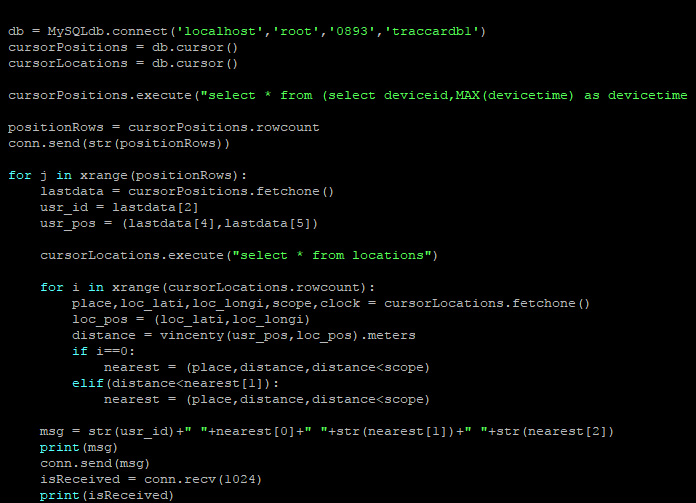 db = MySQLdb.connect('localhost','root','0893','traccardb1')
cursorPositions = db.cursor()
cursorLocations = db.cursor()
cursorPositions.execute("select * from (select deviceid,MAX(devicetime) as devicetime
positionRows = cursorPositions.rowcount
conn.send(str(positionRows))
for j in xrange(positionRows):
    lastdata = cursorPositions.fetchone()
    usr_id = lastdata[2]
    usr_pos = (lastdata[4],lastdata[5])
    cursorLocations.execute("select * from locations")
    for i in xrange(cursorLocations.rowcount):
        place,loc_lati,loc_longi,scope,clock = cursorLocations.fetchone()
        loc_pos = (loc_lati,loc_longi)
        distance = vincenty(usr_pos,loc_pos).meters
        if i==0:
            nearest = (place,distance,distance<scope)
        elif(distance<nearest[1]):
            nearest = (place,distance,distance<scope)
    msg = str(usr_id)+" "+nearest[0]+" "+str(nearest[1])+" "+str(nearest[2])
    print(msg)
    conn.send(msg)
    isReceived = conn.recv(1024)
    print(isReceived)